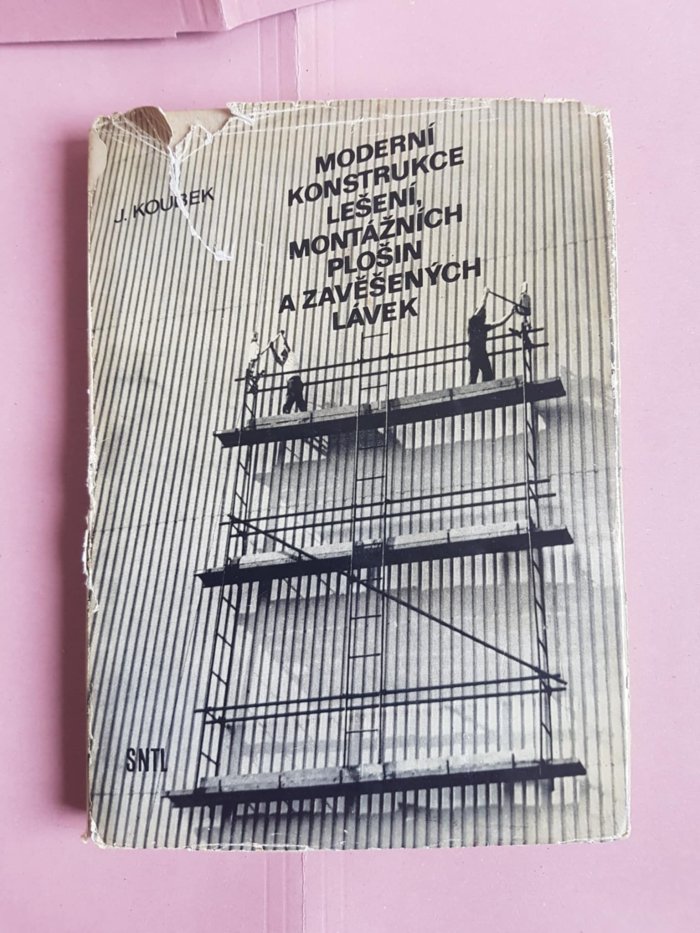 J. KOUBEK
MODERNÍ
KONSTRUKCE
LEŠENÍ,
MONTÁŽNÍCH
PLOŠIN
A ZAVĚŠENÝCH
LÁVEK
SNTL